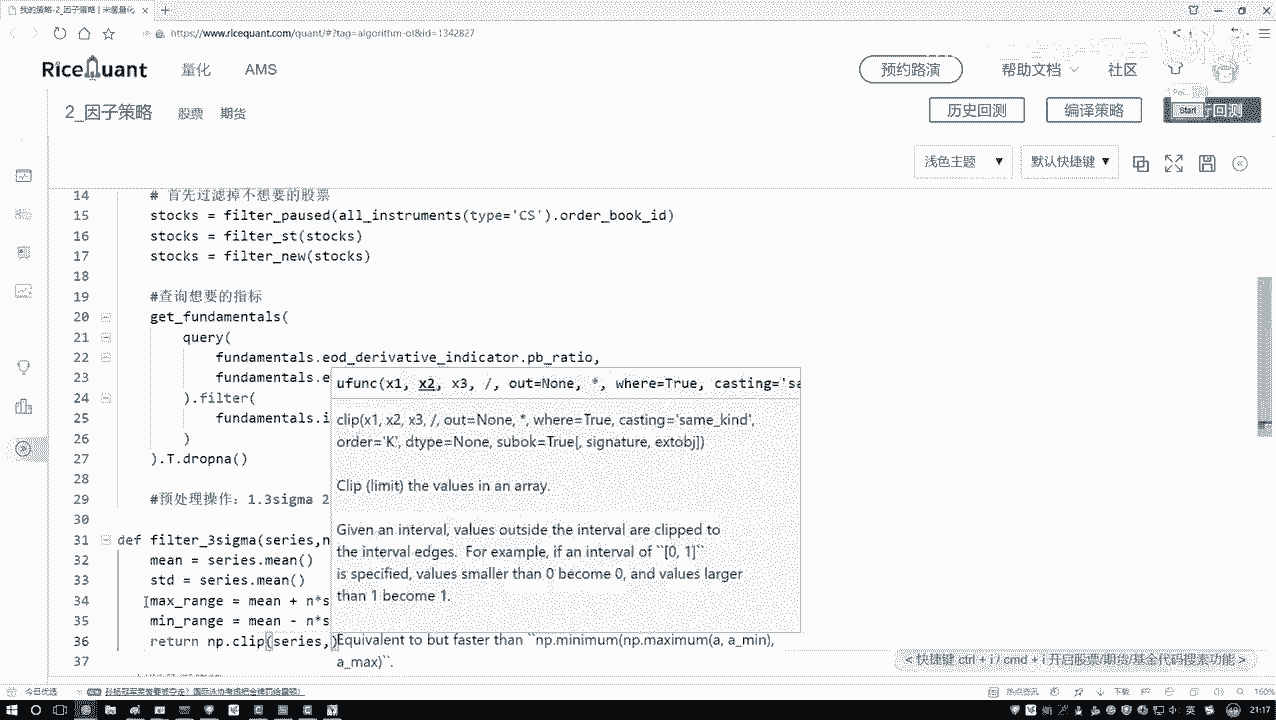 我的策略-2_因子策略 | 米筐量化
https://www.ricequant.com/quant/#?tag=algorithm-ol&id=1342827
RiceQuant 量化 AMS 预约路演 帮助文档 社区
2_因子策略 股票 期货 历史回测 编译策略 Start 回测
浅色主题 默认快捷键
14 # 首先过滤掉不想要的股票
15 stocks = filter_paused(all_instruments(type='CS').order_book_id)
16 stocks = filter_st(stocks)
17 stocks = filter_new(stocks)
18
19 #查询想要的指标
20 get_fundamentals(
21 query(
22 fundamentals.eod_derivative_indicator.pb_ratio,
23 fundamentals.e
24 ).filter(
25 fundamentals.i
26 )
27 ).T.dropna()
28
29 #预处理操作：1.3sigma 2
30
31 def filter_3sigma(series,n
32 mean = series.mean()
33 std = series.mean()
34 max_range = mean + n*s
35 min_range = mean - n*s
36 return np.clip(series,)
37
ufunc(x1, x2, x3, /, out=None, *, where=True, casting='sa
clip(x1, x2, x3, /, out=None, *, where=True, casting='same_kind',
order='K', dtype=None, subok=True[, signature, extobj])
Clip (limit) the values in an array.
Given an interval, values outside the interval are clipped to
the interval edges. For example, if an interval of ``[0, 1]``
is specified, values smaller than 0 become 0, and values larger
than 1 become 1.
Equivalent to but faster than ``np.minimum(np.maximum(a, a_min),
a_max)``.
<快捷键 ctrl + i / cmd + i 开启股票/期货/基金代码搜索功能 >
今日优选 热点资讯 下载 160%
英 21:17